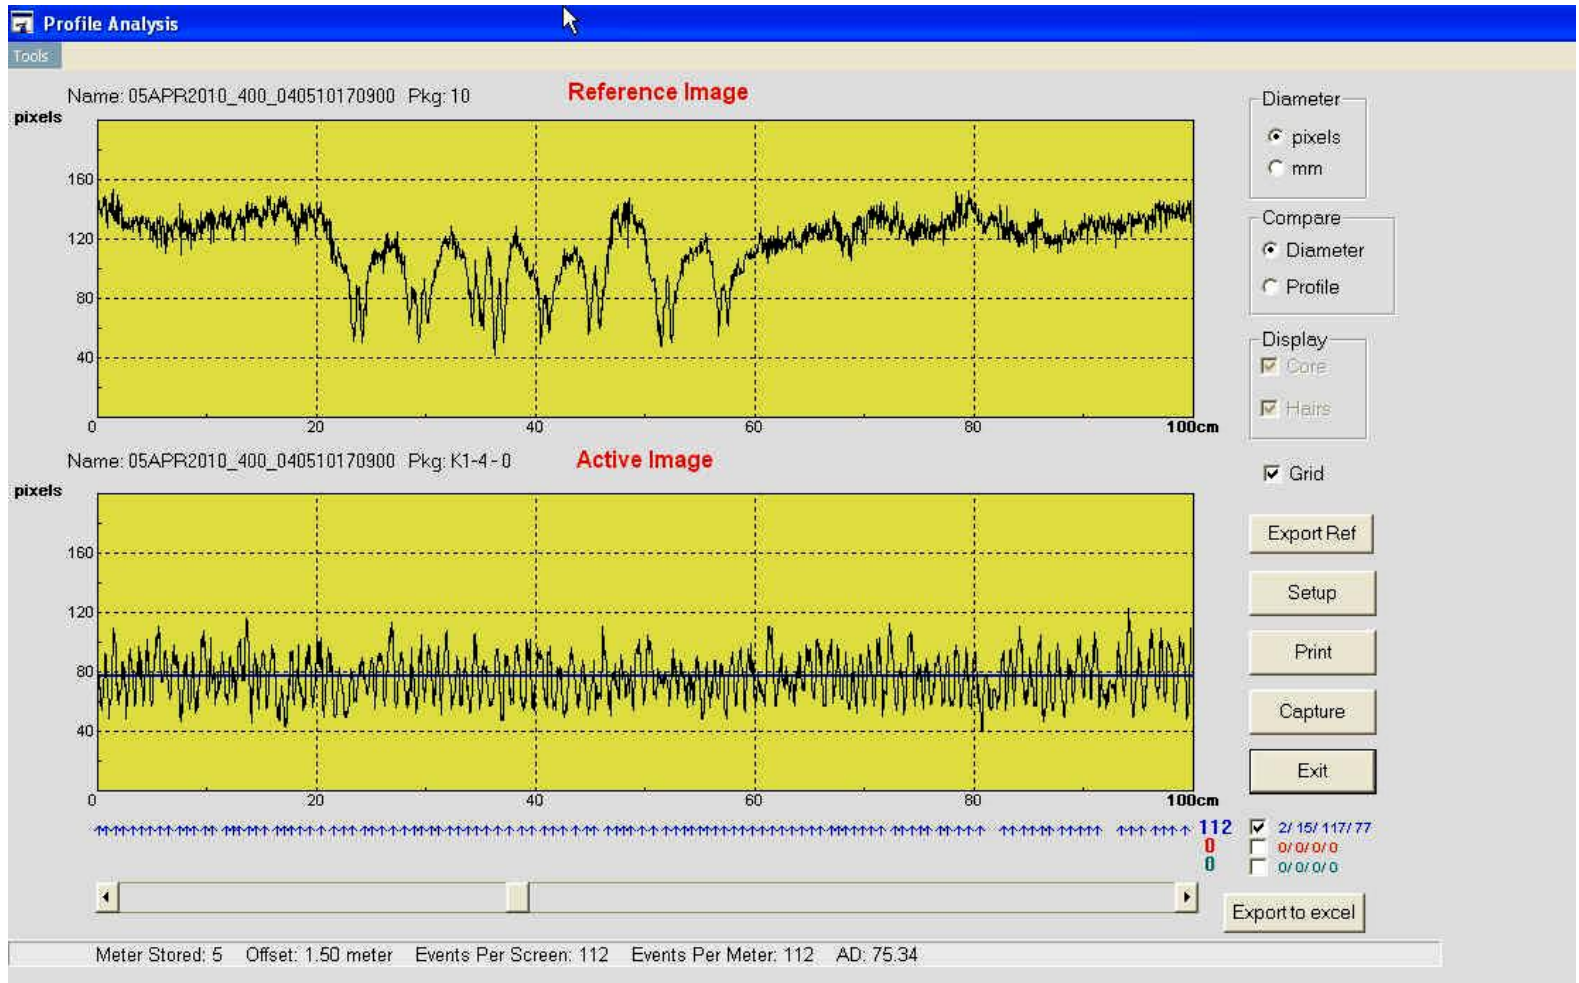 Profile Analysis
Tools
Name: 05APR2010_400_040510170900 Pkg: 10
Reference Image
pixels
160
120
80
40
0 20 40 60 80 100cm
Name: 05APR2010_400_040510170900 Pkg: K1-4-0
Active Image
pixels
160
120
80
40
0 20 40 60 80 100cm
112
0
0
Diameter
pixels
mm
Compare
Diameter
Profile
Display
Core
Hairs
Grid
Export Ref
Setup
Print
Capture
Exit
2/ 15/ 117/ 77
0/ 0/ 0/ 0
0/ 0/ 0/ 0
Export to excel
Meter Stored: 5 Offset: 1.50 meter Events Per Screen: 112 Events Per Meter: 112 AD: 75.34